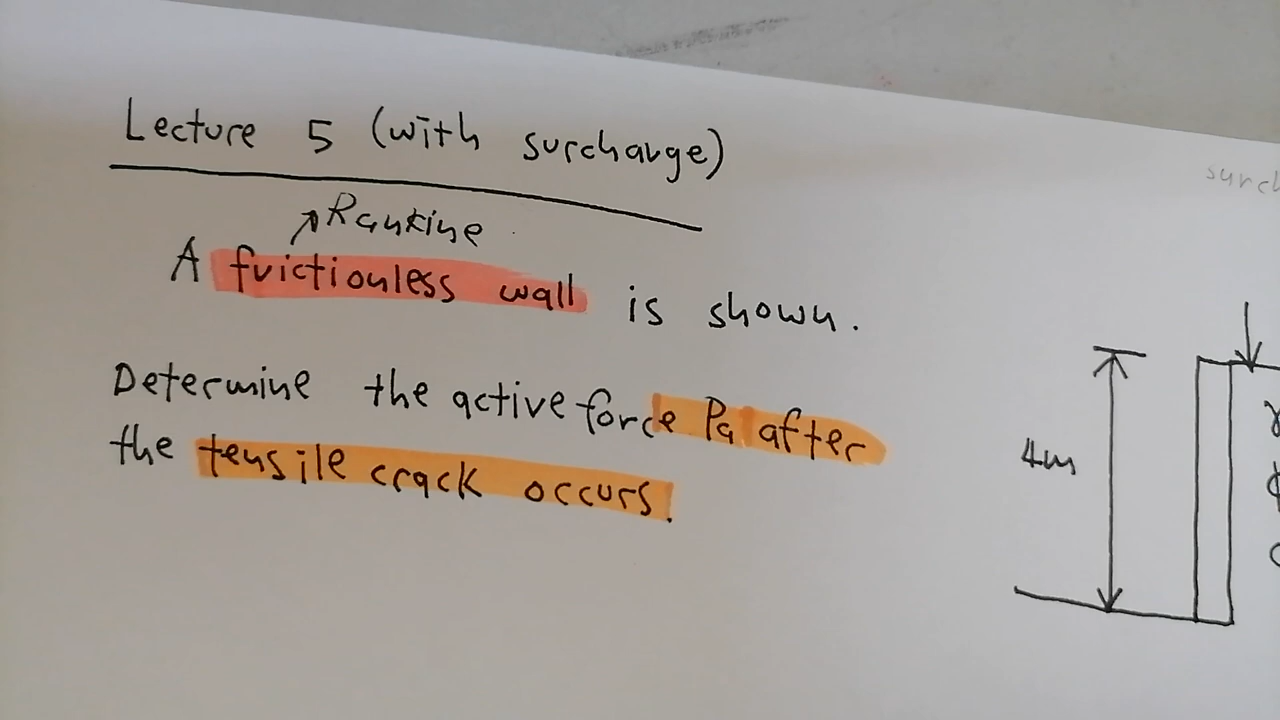 Lecture 5 (with surcharge)
Rankine
A frictionless wall is shown.
Determine the active force Pa after
the tensile crack occurs.
4m